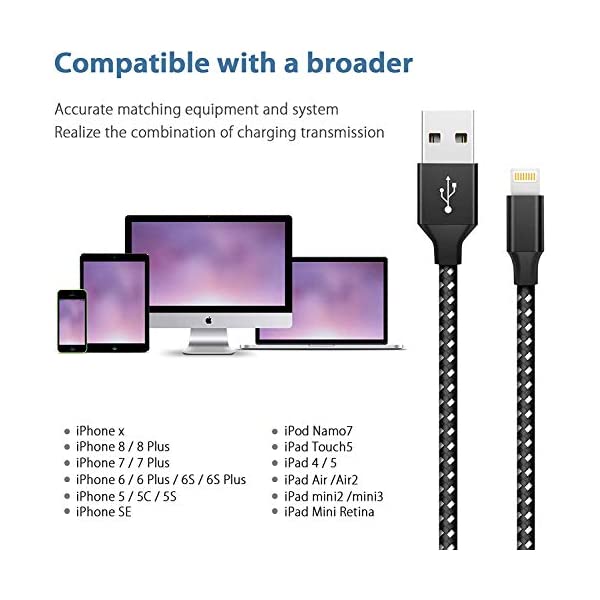 Compatible with a broader
Accurate matching equipment and system
Realize the combination of charging transmission
• iPhone x
• iPhone 8 / 8 Plus
• iPhone 7 / 7 Plus
• iPhone 6 / 6 Plus / 6S / 6S Plus
• iPhone 5 / 5C / 5S
• iPhone SE
• iPod Namo7
• iPad Touch5
• iPad 4 / 5
• iPad Air /Air2
• iPad mini2 /mini3
• iPad Mini Retina